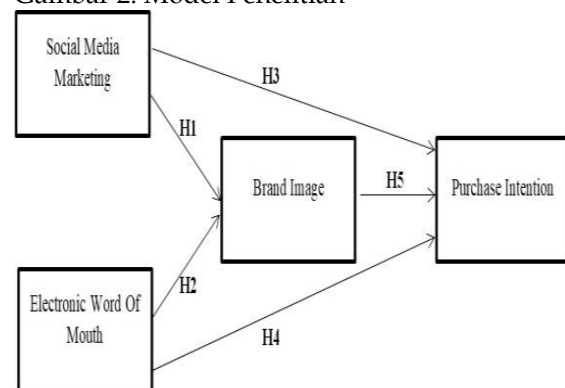 Gambar 2. Model Penelitian
Social Media
Marketing
H3
H1
Brand Image
H5
Purchase Intention
H2
Electronic Word Of
Mouth
H4